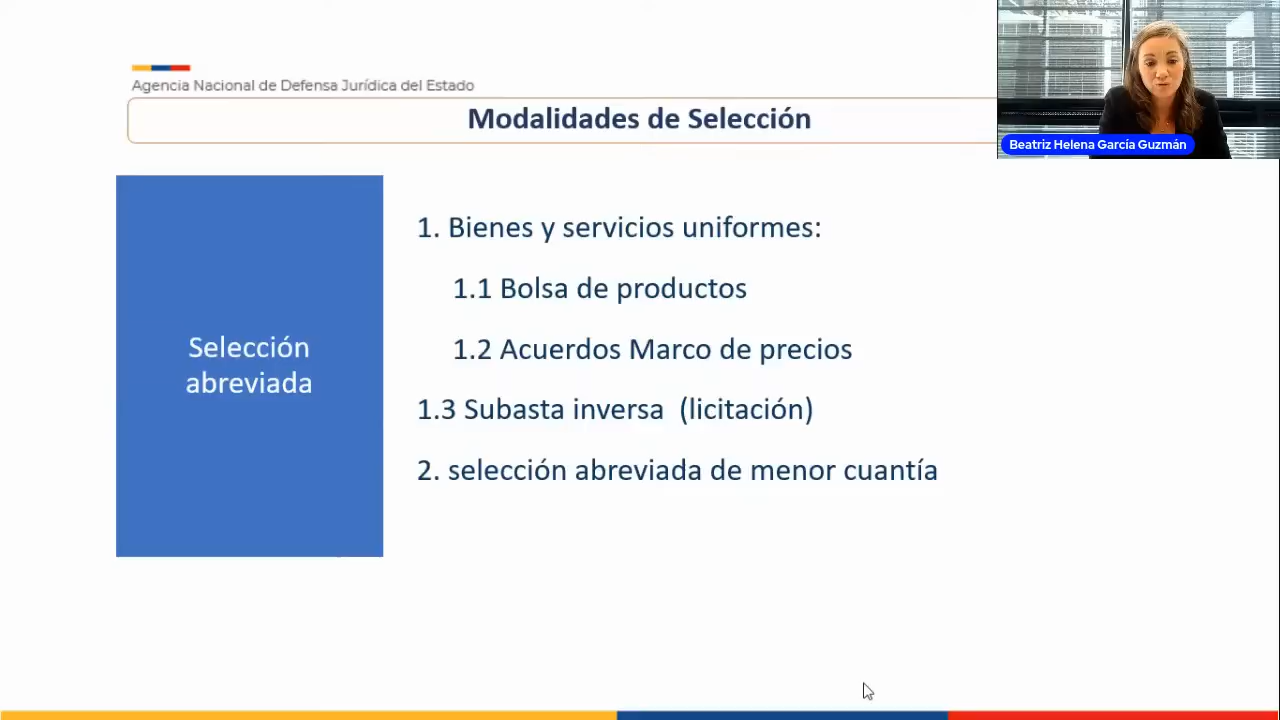 Agencia Nacional de Defensa Jurídica del Estado
Modalidades de Selección
Beatriz Helena García Guzmán
Selección
abreviada
1. Bienes y servicios uniformes:
1.1 Bolsa de productos
1.2 Acuerdos Marco de precios
1.3 Subasta inversa  (licitación)
2. selección abreviada de menor cuantía